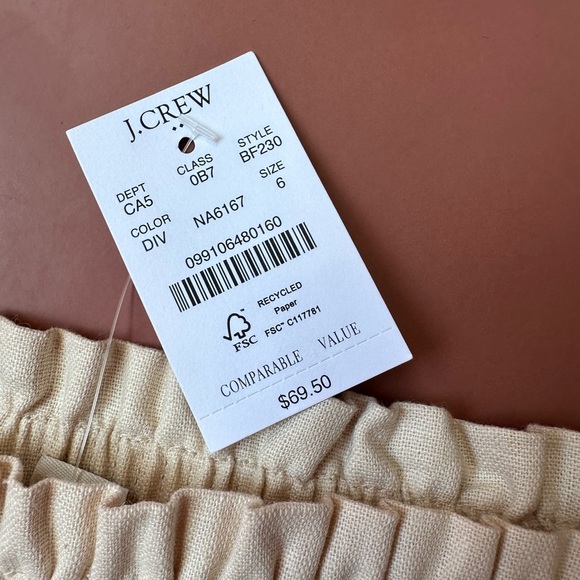 J.CREW
DEPT CLASS STYLE
CA5 0B7 BF230
COLOR NA6167 SIZE
DIV 6
099106480160
RECYCLED
Paper
FSC FSC™ C117781
COMPARABLE VALUE
$69.50